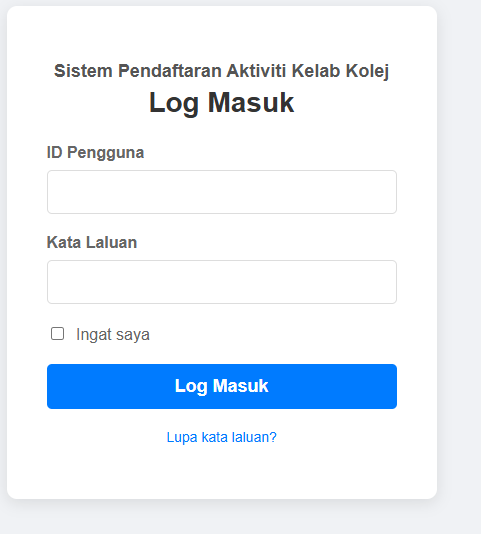 Sistem Pendaftaran Aktiviti Kelab Kolej
Log Masuk
ID Pengguna
Kata Laluan
Ingat saya
Log Masuk
Lupa kata laluan?